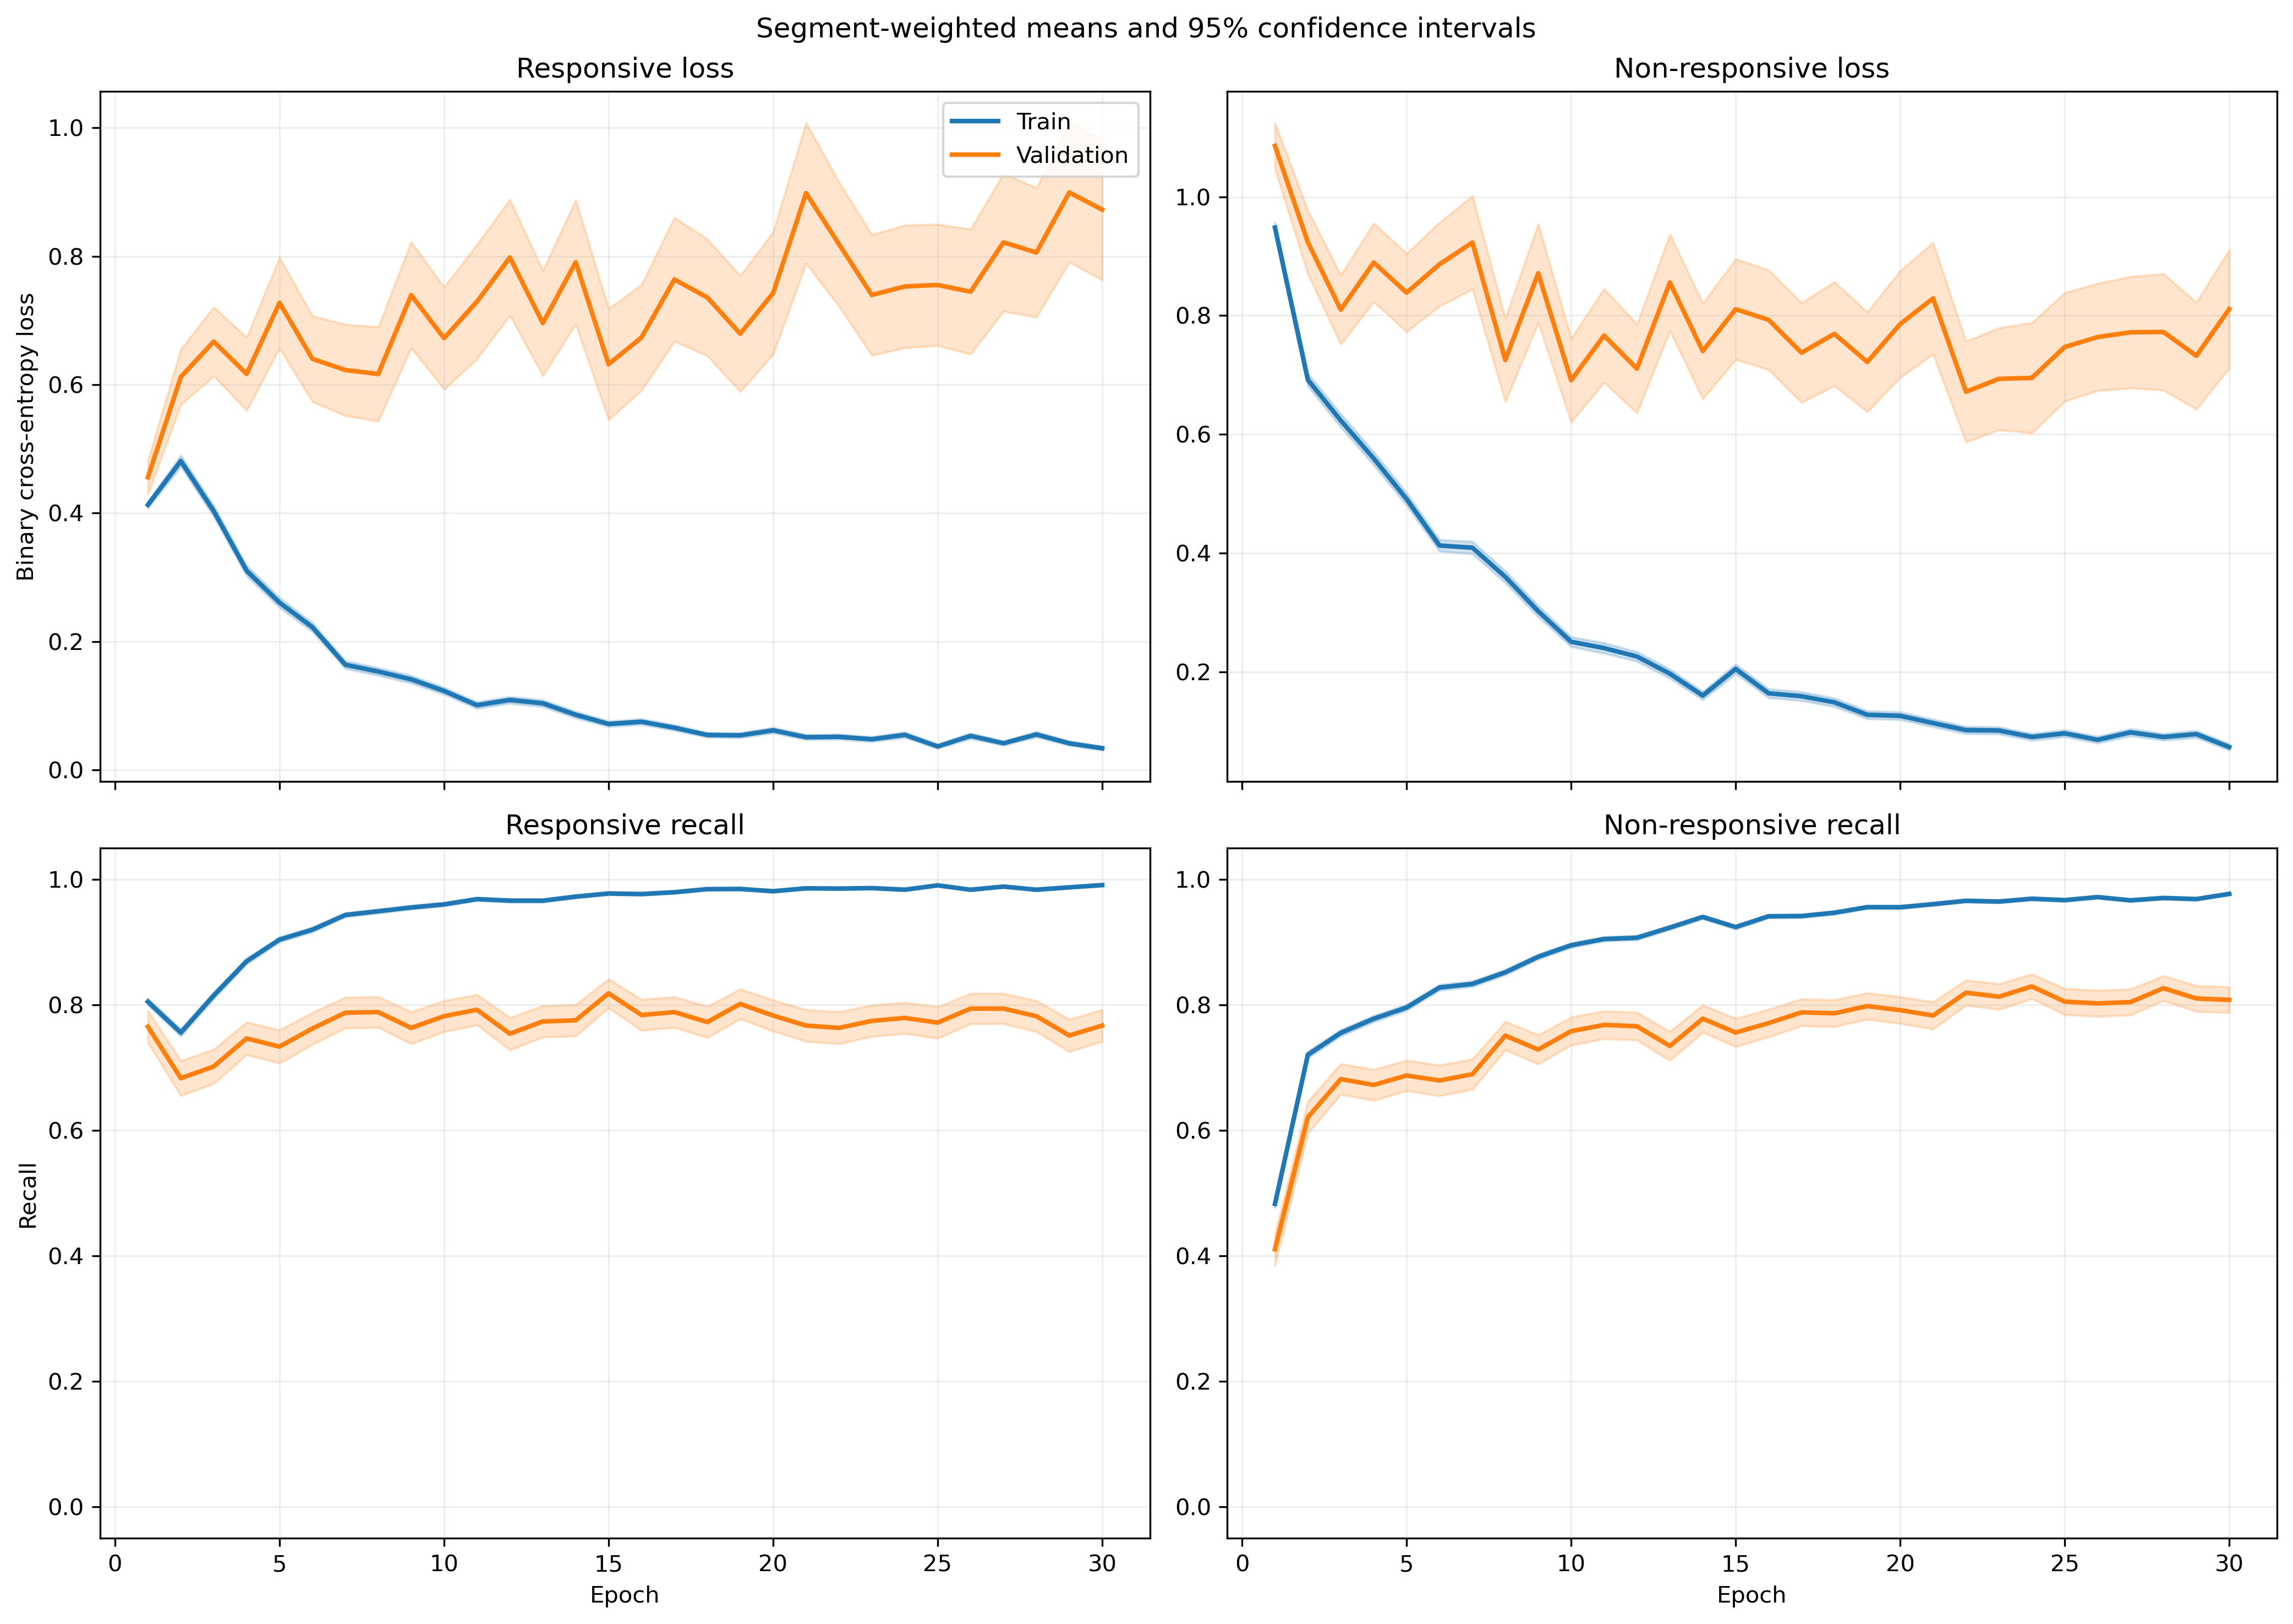 Segment-weighted means and 95% confidence intervals
Responsive loss
Non-responsive loss
Binary cross-entropy loss
1.0
0.8
0.6
0.4
0.2
0.0
Train
Validation
1.0
0.8
0.6
0.4
0.2
Responsive recall
Non-responsive recall
Recall
1.0
0.8
0.6
0.4
0.2
0.0
0 5 10 15 20 25 30
Epoch
1.0
0.8
0.6
0.4
0.2
0.0
0 5 10 15 20 25 30
Epoch